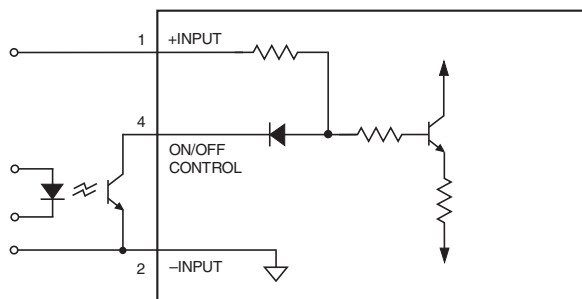 1
+INPUT
4
ON/OFF
CONTROL
2
–INPUT